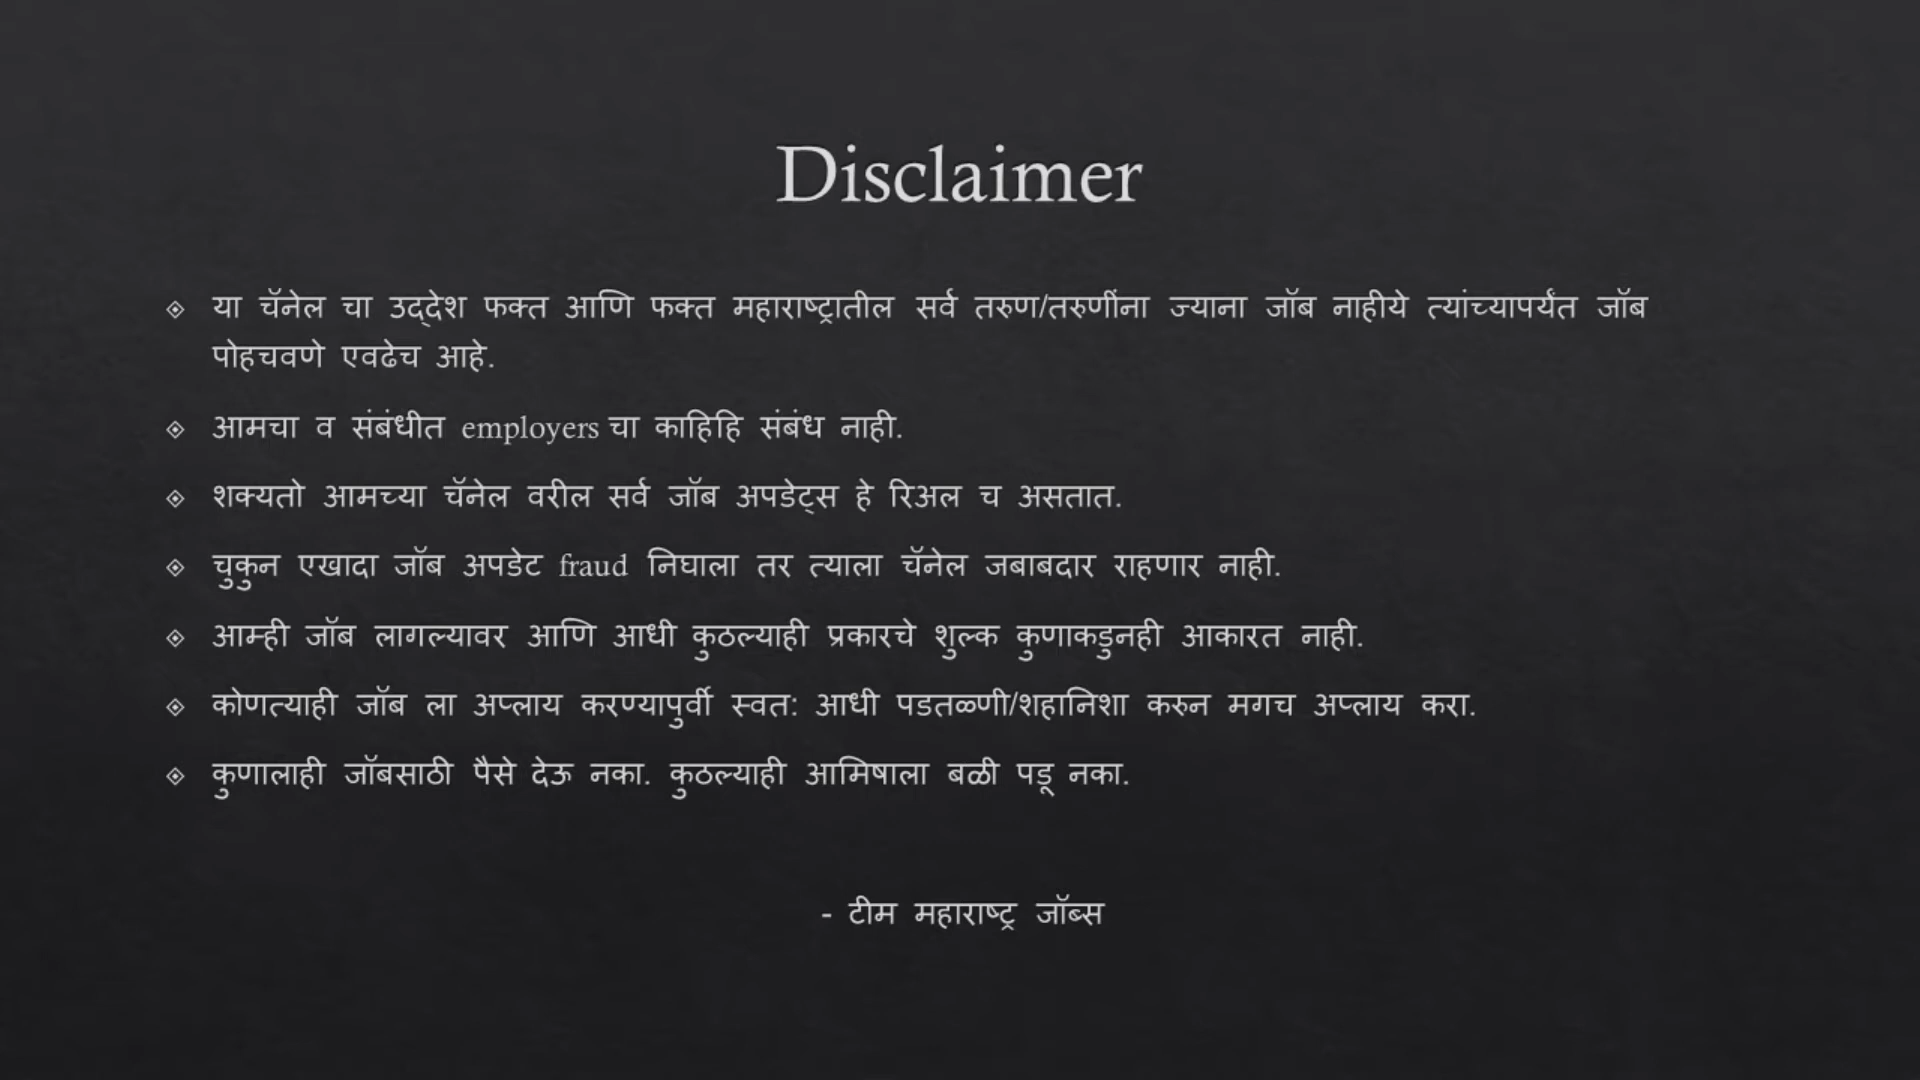 Disclaimer
या चॅनेल चा उद्देश फक्त आणि फक्त महाराष्ट्रातील सर्व तरुण/तरुणींना ज्याना जॉब नाहीये त्यांच्यापर्यंत जॉब
पोहचवणे एवढेच आहे.
आमचा व संबंधीत employers चा काहिहि संबंध नाही.
शक्यतो आमच्या चॅनेल वरील सर्व जॉब अपडेट्स हे रिअल च असतात.
चुकुन एखादा जॉब अपडेट fraud निघाला तर त्याला चॅनेल जबाबदार राहणार नाही.
आम्ही जॉब लागल्यावर आणि आधी कुठल्याही प्रकारचे शुल्क कुणाकडुनही आकारत नाही.
कोणत्याही जॉब ला अप्लाय करण्यापुर्वी स्वत: आधी पडतळणी/शहानिशा करुन मगच अप्लाय करा.
कुणालाही जॉबसाठी पैसे देऊ नका. कुठल्याही आमिषाला बळी पडू नका.
- टीम महाराष्ट्र जॉब्स